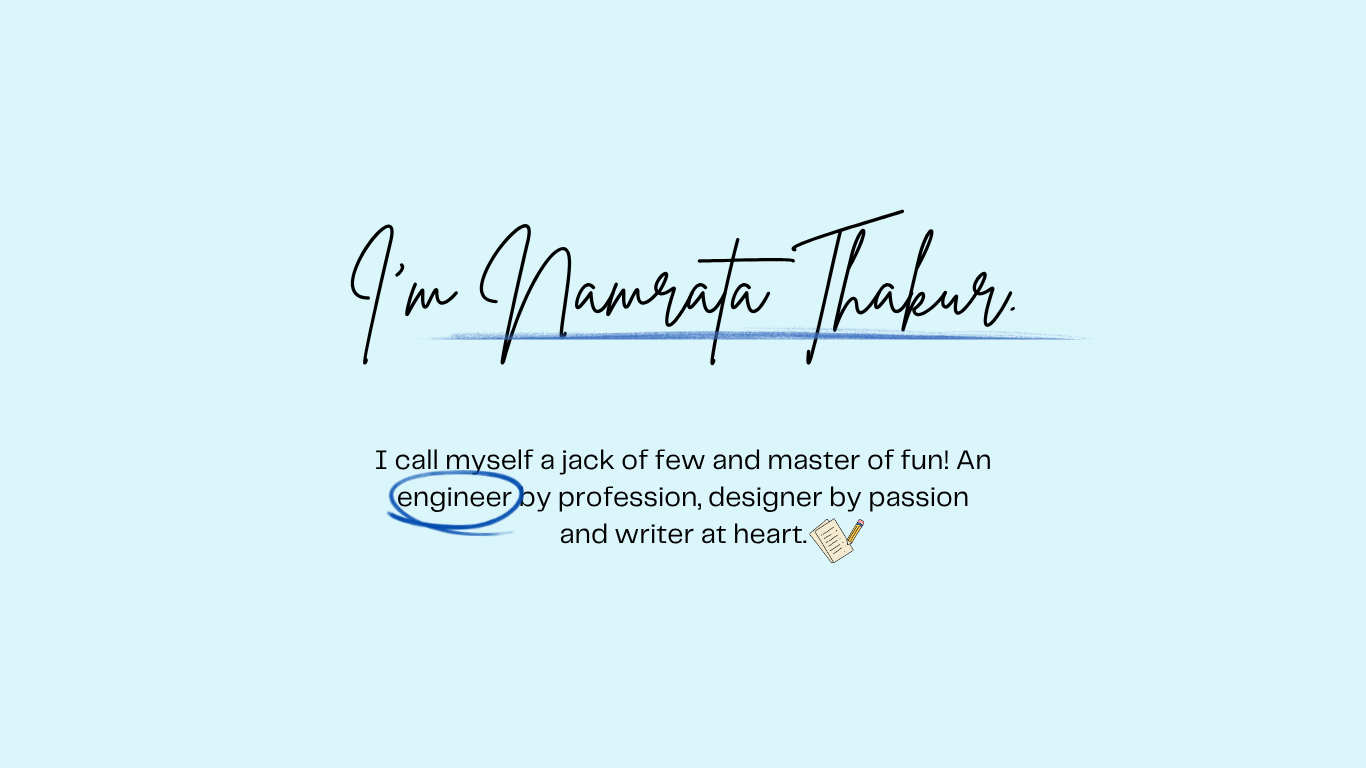 I'm Namrata Thakur.
I call myself a jack of few and master of fun! An
engineer by profession, designer by passion
and writer at heart.